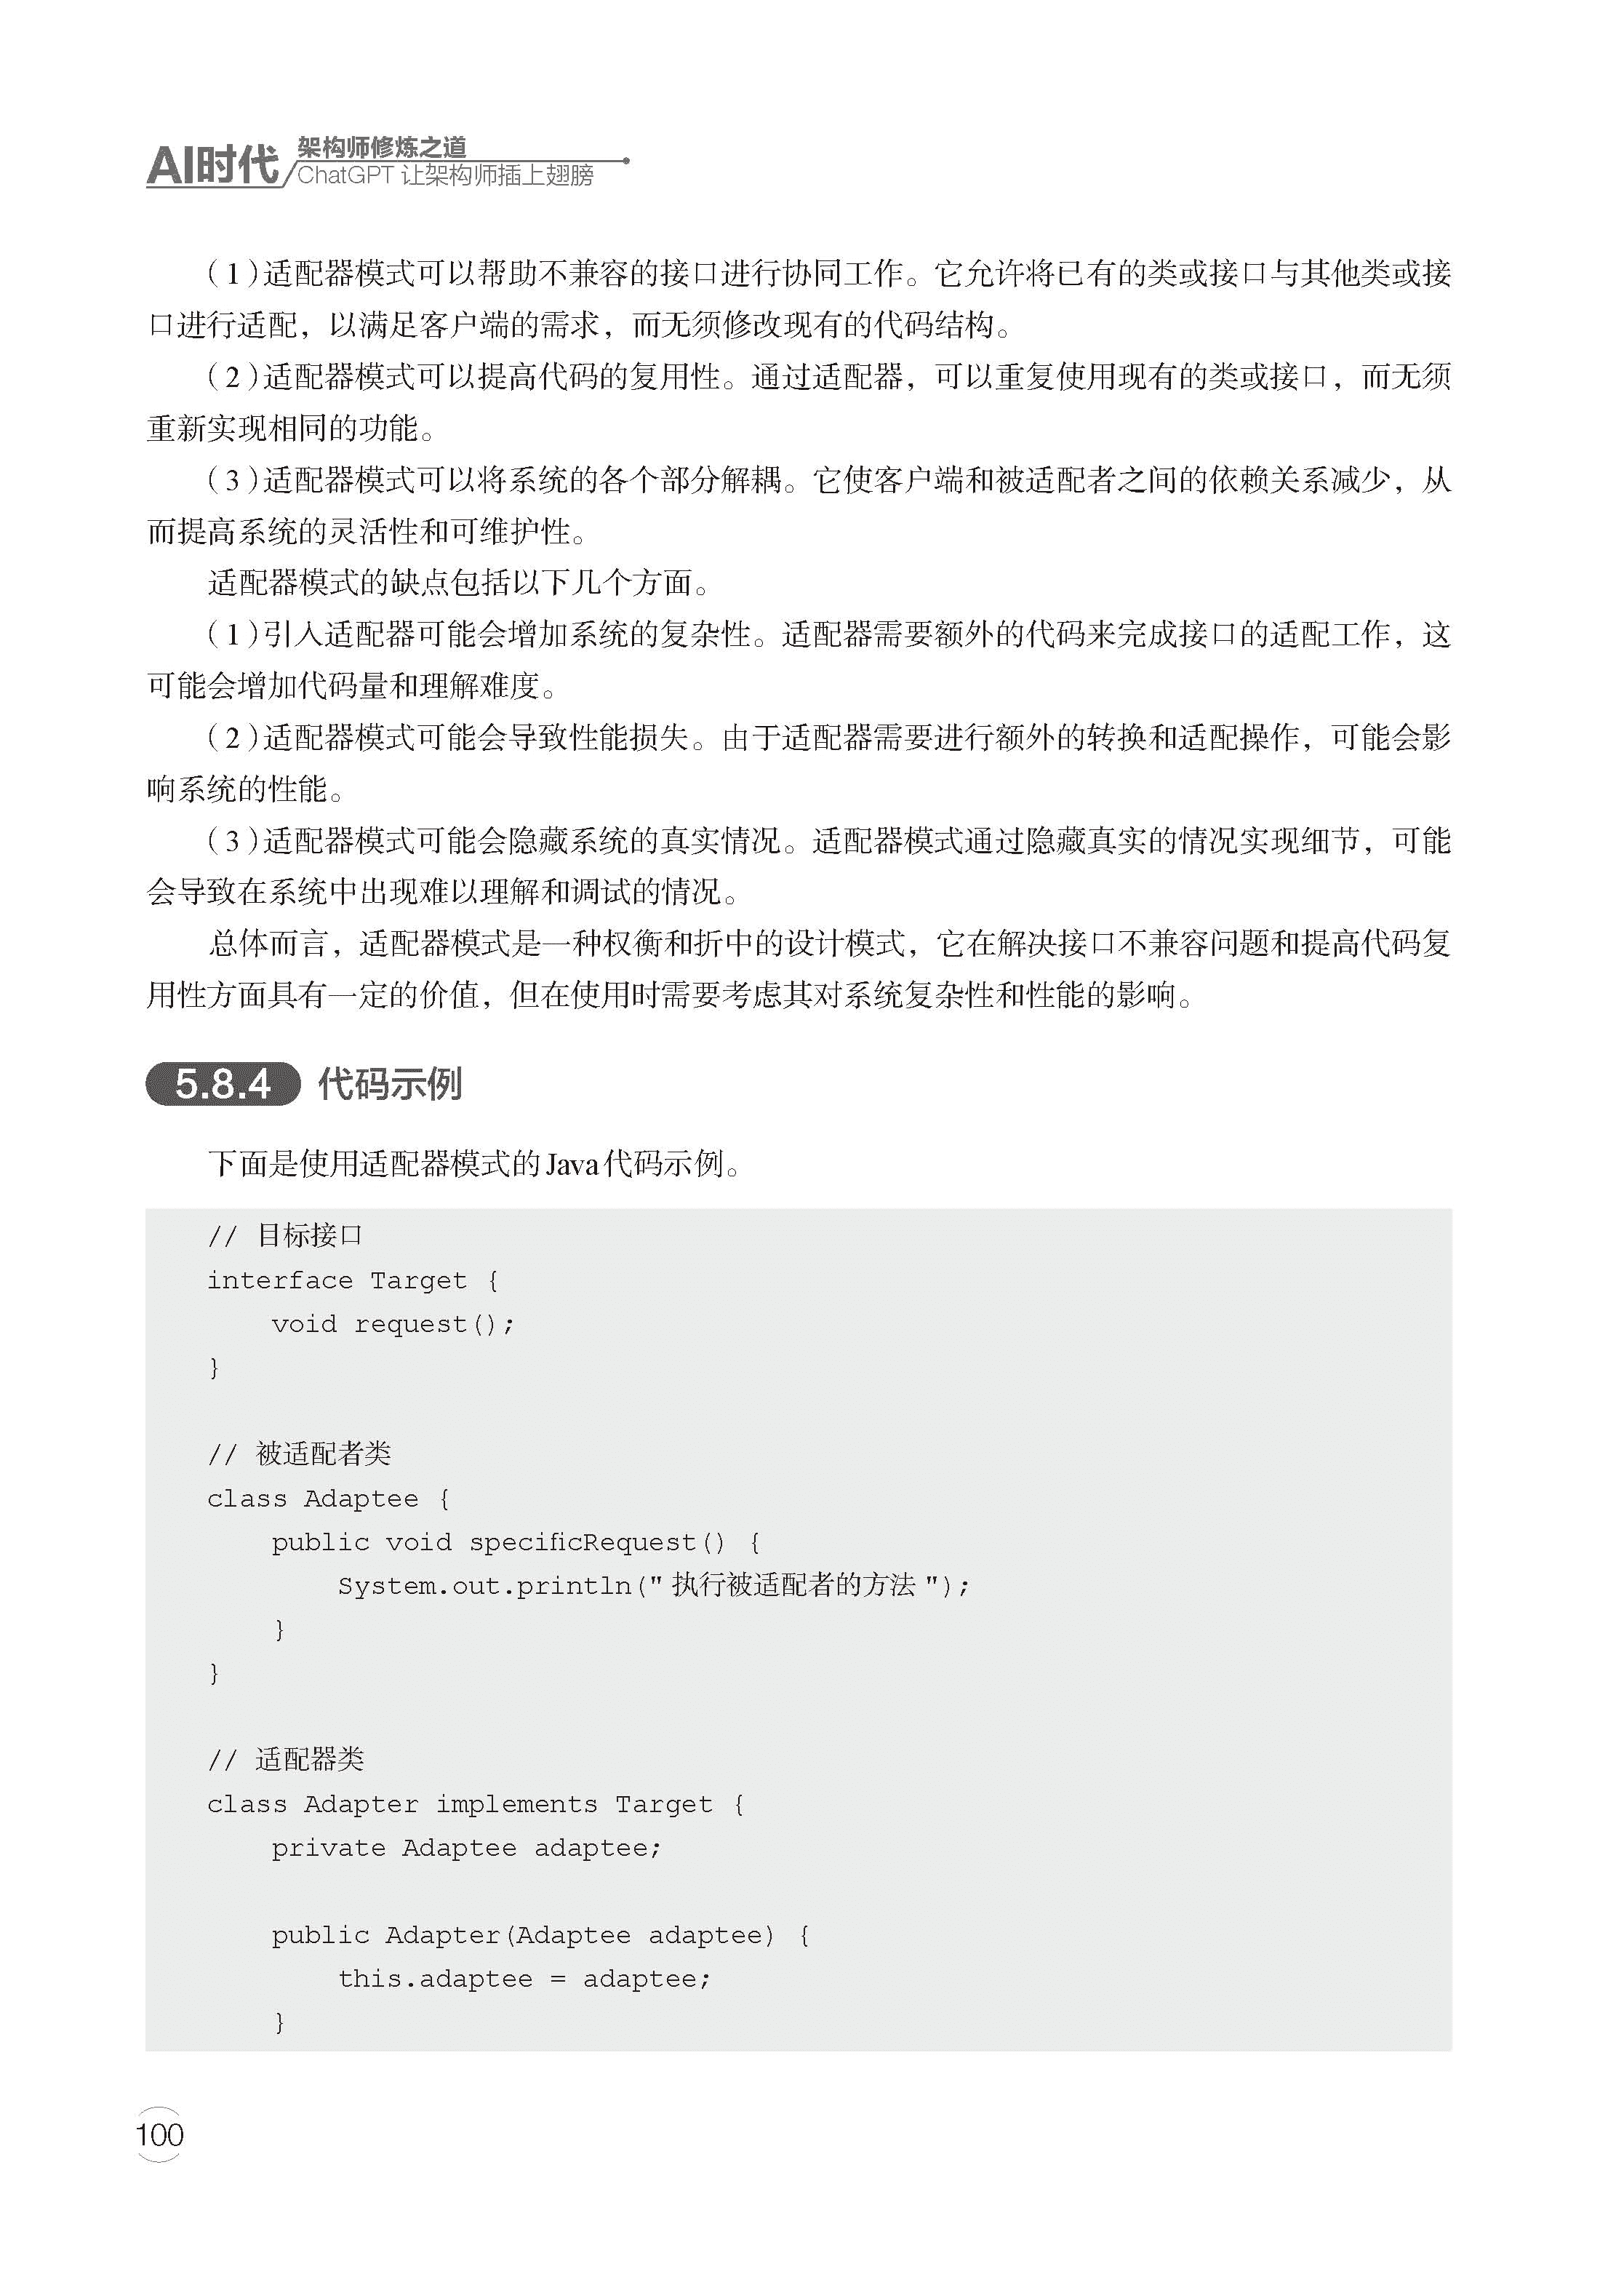 AI时代
架构师修炼之道
ChatGPT 让架构师插上翅膀
（1）适配器模式可以帮助不兼容的接口进行协同工作。它允许将已有的类或接口与其他类或接
口进行适配，以满足客户端的需求，而无须修改现有的代码结构。
（2）适配器模式可以提高代码的复用性。通过适配器，可以重复使用现有的类或接口，而无须
重新实现相同的功能。
（3）适配器模式可以将系统的各个部分解耦。它使客户端和被适配者之间的依赖关系减少，从
而提高系统的灵活性和可维护性。
适配器模式的缺点包括以下几个方面。
（1）引入适配器可能会增加系统的复杂性。适配器需要额外的代码来完成接口的适配工作，这
可能会增加代码量和理解难度。
（2）适配器模式可能会导致性能损失。由于适配器需要进行额外的转换和适配操作，可能会影
响系统的性能。
（3）适配器模式可能会隐藏系统的真实情况。适配器模式通过隐藏真实的情况实现细节，可能
会导致在系统中出现难以理解和调试的情况。
总体而言，适配器模式是一种权衡和折中的设计模式，它在解决接口不兼容问题和提高代码复
用性方面具有一定的价值，但在使用时需要考虑其对系统复杂性和性能的影响。
5.8.4 代码示例
下面是使用适配器模式的Java代码示例。
// 目标接口
interface Target {
    void request();
}
// 被适配者类
class Adaptee {
    public void specificRequest() {
        System.out.println(" 执行被适配者的方法 ");
    }
}
// 适配器类
class Adapter implements Target {
    private Adaptee adaptee;
    public Adapter(Adaptee adaptee) {
        this.adaptee = adaptee;
    }
100